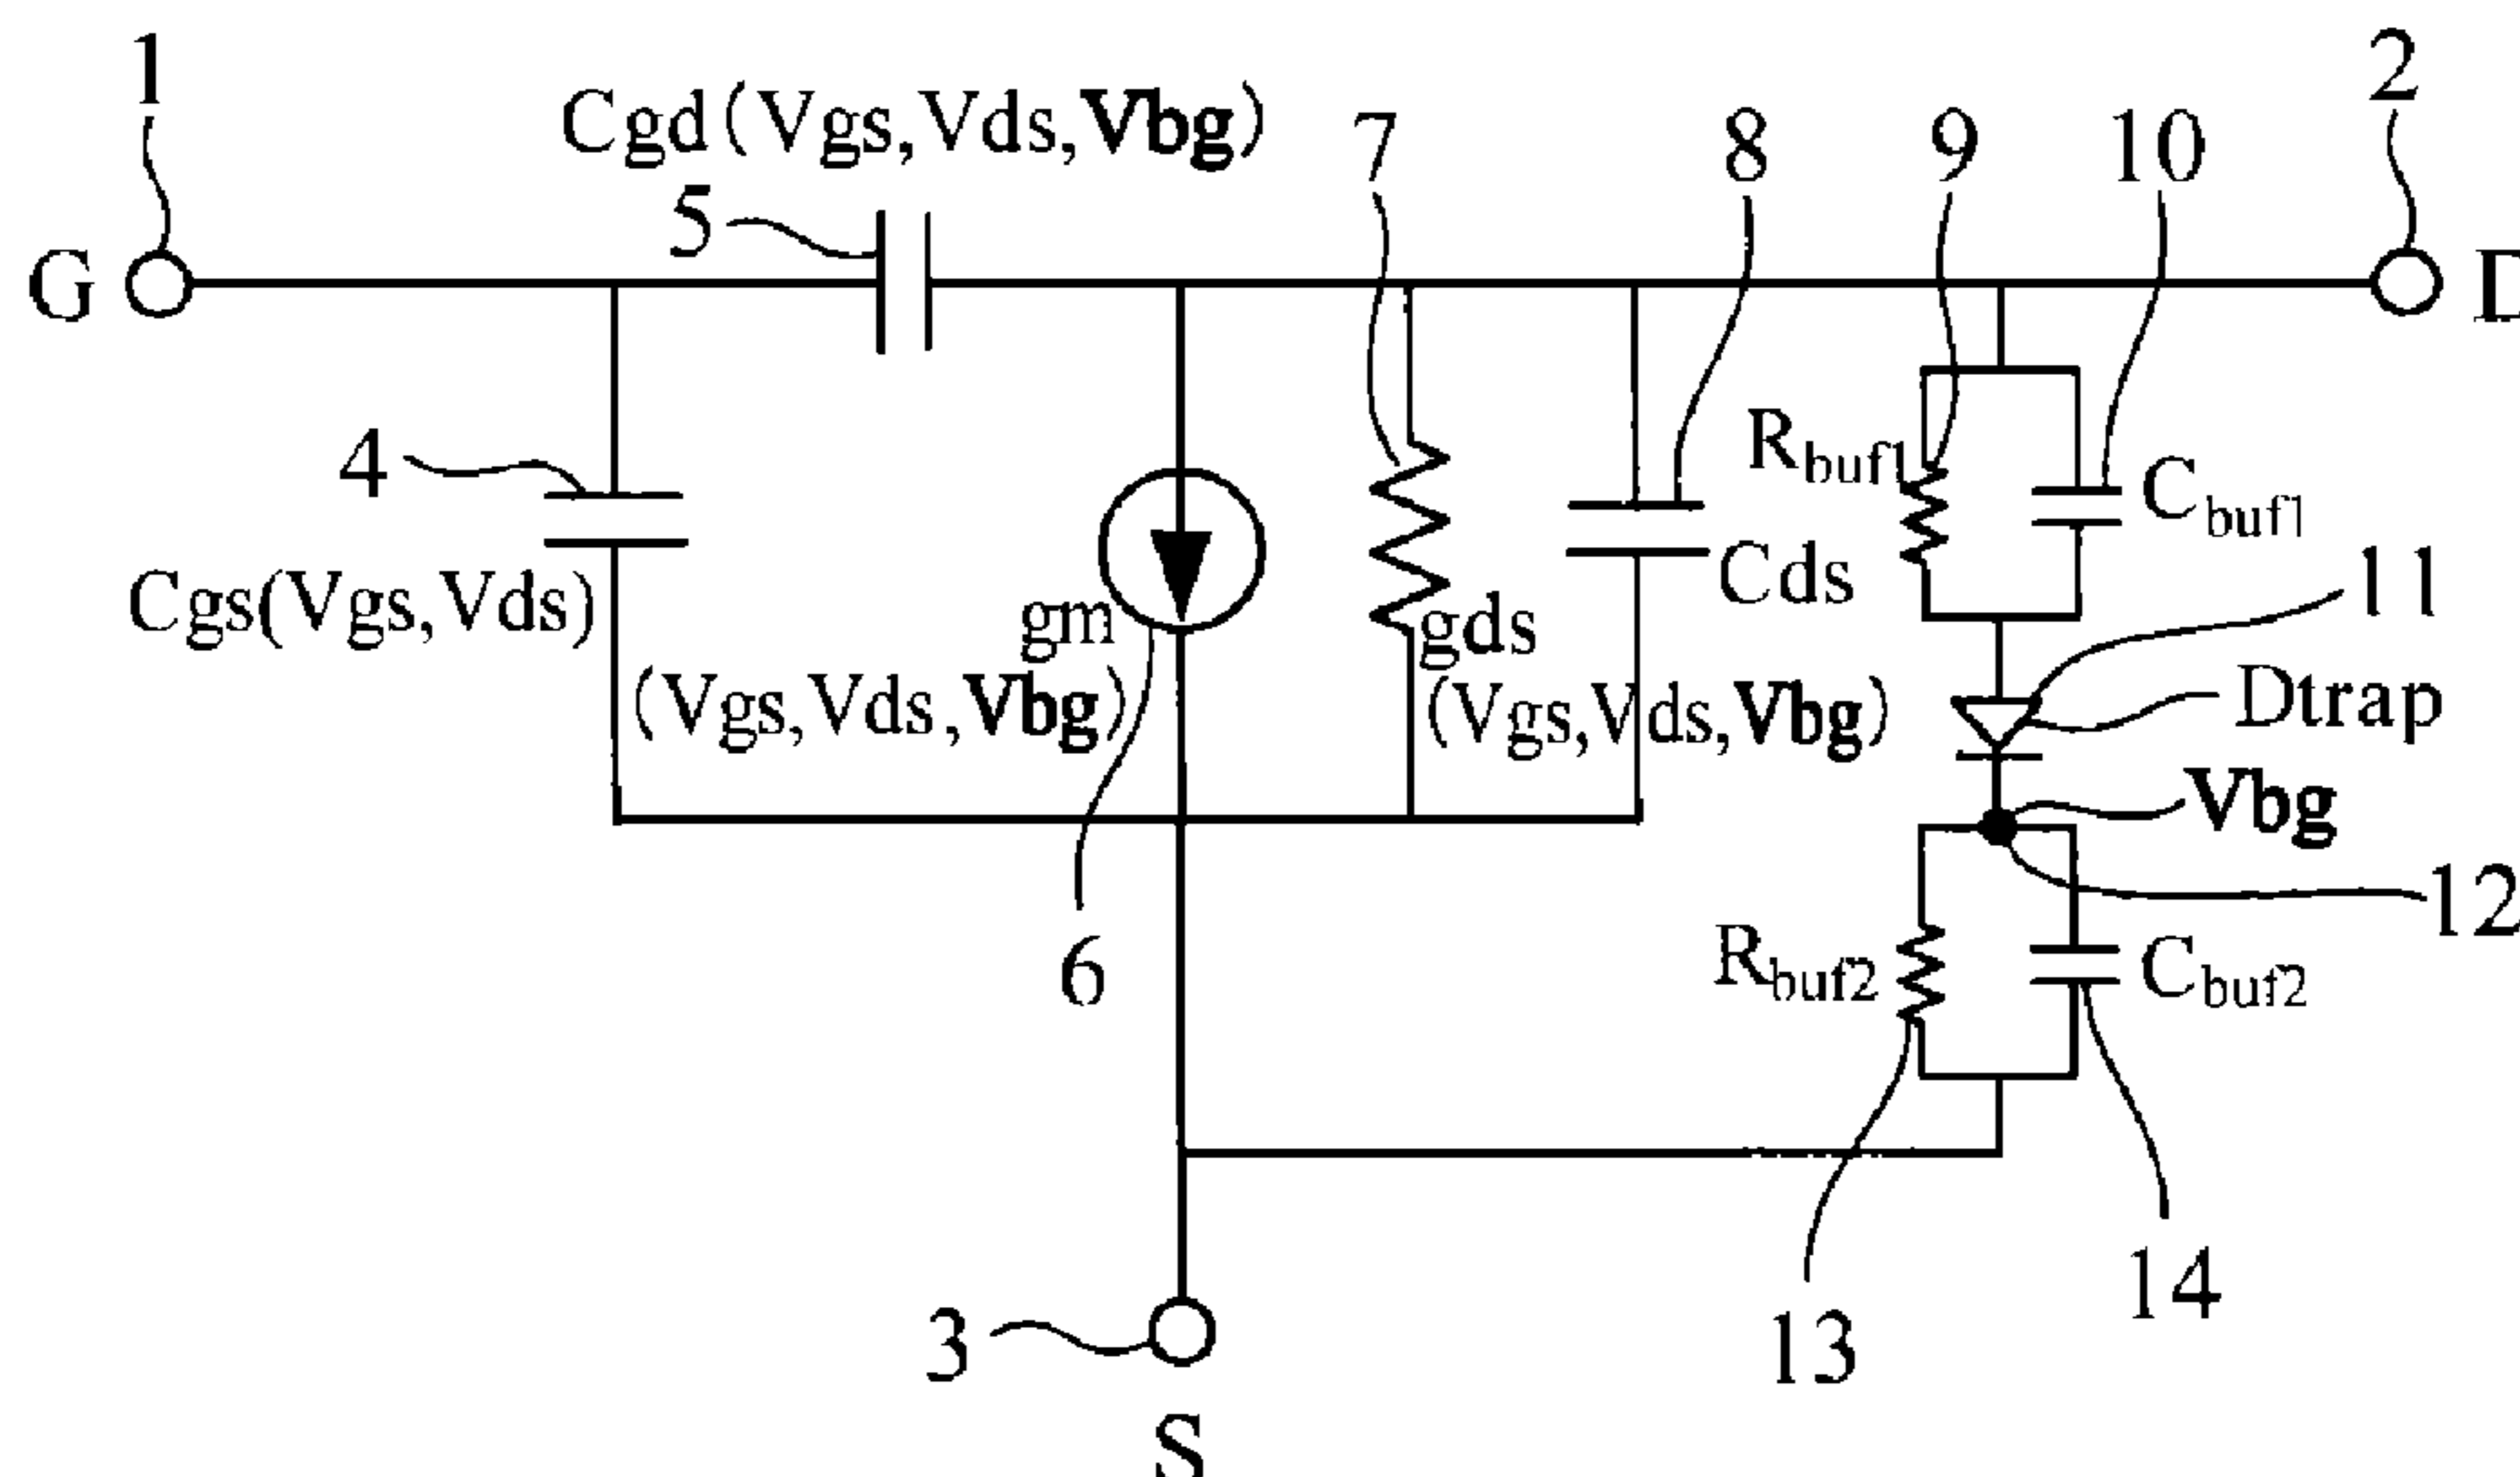 1
2
Cgd(Vgs,Vds,Vbg)
7
8
9
10
5
G
D
4
Rbuf1
Cbuf1
Cgs(Vgs,Vds)
gm
(Vgs,Vds,Vbg)
gds
(Vgs,Vds,Vbg)
Cds
11
Dtrap
Vbg
12
6
Rbuf2
Cbuf2
13
14
3
S